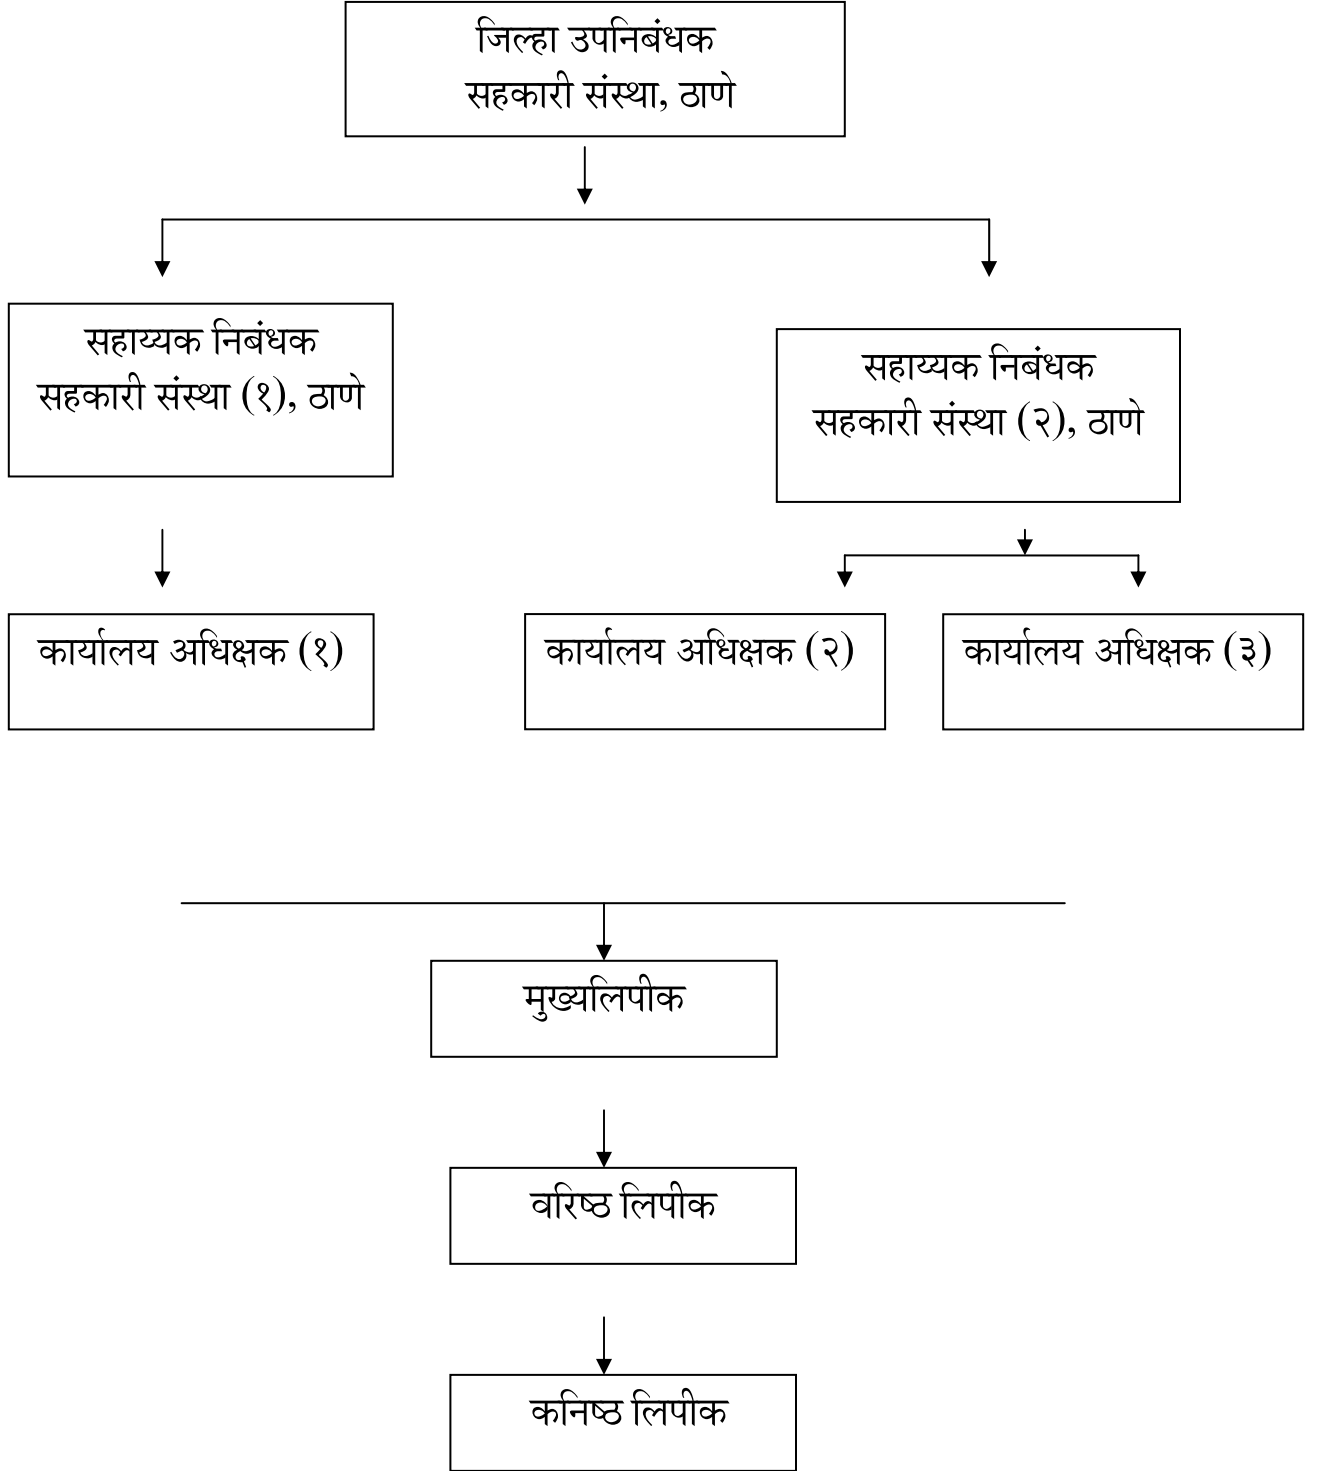 जिल्हा उपनिबंधक
सहकारी संस्था, ठाणे
सहाय्यक निबंधक
सहकारी संस्था (१), ठाणे
सहाय्यक निबंधक
सहकारी संस्था (२), ठाणे
कार्यालय अधिक्षक (१)
कार्यालय अधिक्षक (२)
कार्यालय अधिक्षक (३)
मुख्यलिपीक
वरिष्ठ लिपीक
कनिष्ठ लिपीक